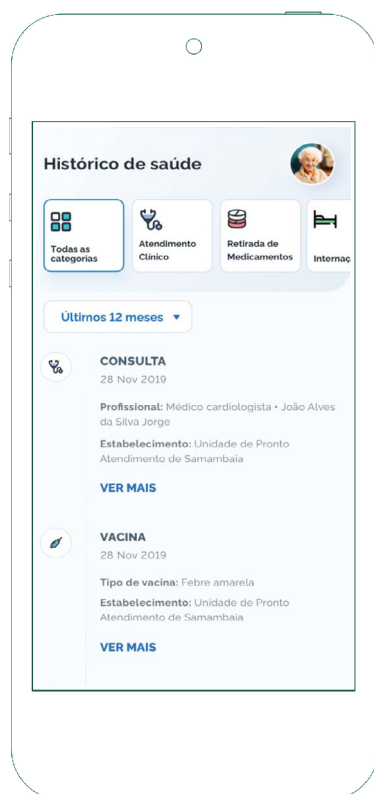 Histórico de saúde
Todas as
categorias
Atendimento
Clínico
Retirada de
Medicamentos
Internaç
Últirnos 12 meses
CONSULTA
28 Nov 2019
Profissional: Médico cardiologista • João Alves
da Silva Jorge
Estabelecimento: Unidade de Pronto
Atendimento de Samambaia
VER MAIS
VACINA
28 Nov 2019
Tipo de vacina: Febre amarela
Estabelecimento: Unidade de Pronto
Atendimento de Samambaia
VER MAIS